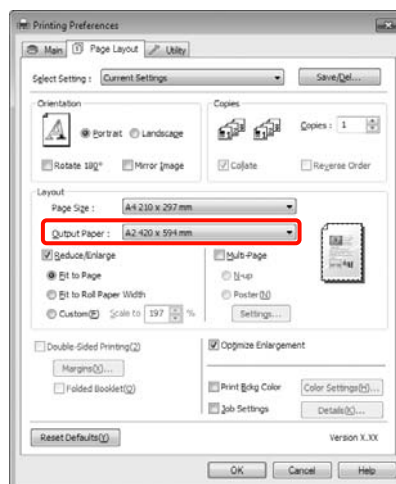 Printing Preferences
Main Page Layout Utility
Select Setting : Current Settings Save/Del...
Orientation
Copies
Portrait Landscape
Copies : 1
Rotate 180° Mirror Image
Collate Reverse Order
Layout
Page Size : A4 210 x 297 mm
Output Paper : A2 420 x 594 mm
Reduce/Enlarge Multi-Page
Fit to Page N-up
Fit to Roll Paper Width Poster(N)
Custom(F) Scale to 197 % Settings...
Double-Sided Printing(2) Optimize Enlargement
Margins(X)...
Folded Booklet(Q)
Print Bckg Color Color Settings(H)...
Job Settings Details(K)...
Reset Defaults(Y) Version X.XX
OK Cancel Help